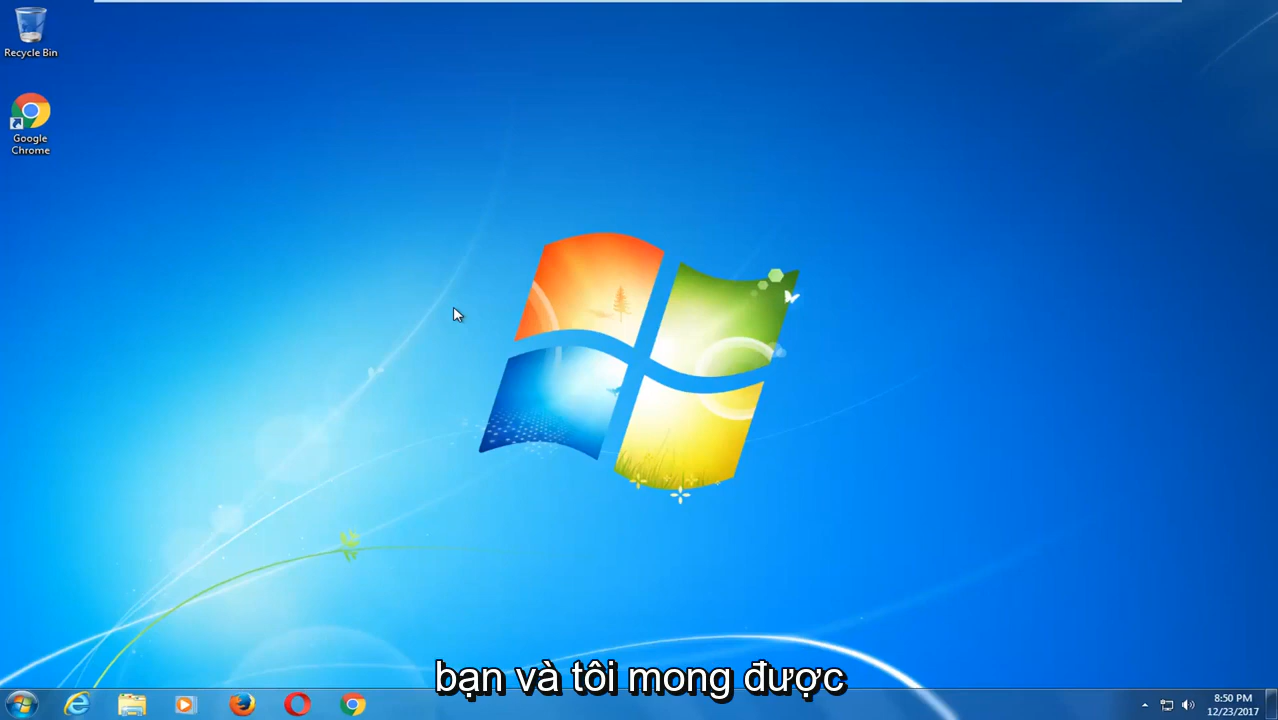 Recycle Bin
Google
Chrome
bạn và tôi mong được
8:50 PM
12/23/2017